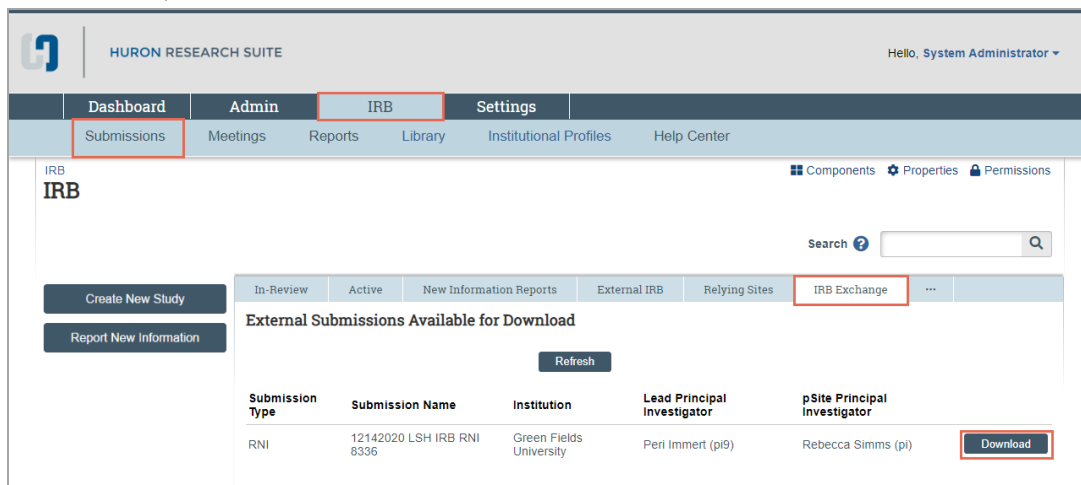 HURON RESEARCH SUITE
Hello, System Administrator
Dashboard Admin IRB Settings
Submissions Meetings Reports Library Institutional Profiles Help Center
IRB
Components Properties Permissions
IRB
Search ?
Create New Study
Report New Information
In-Review Active New Information Reports External IRB Relying Sites IRB Exchange ...
External Submissions Available for Download
Refresh
Submission Type Submission Name Institution Lead Principal Investigator pSite Principal Investigator
RNI 12142020 LSH IRB RNI 8336 Green Fields University Peri Immert (pi9) Rebecca Simms (pi) Download